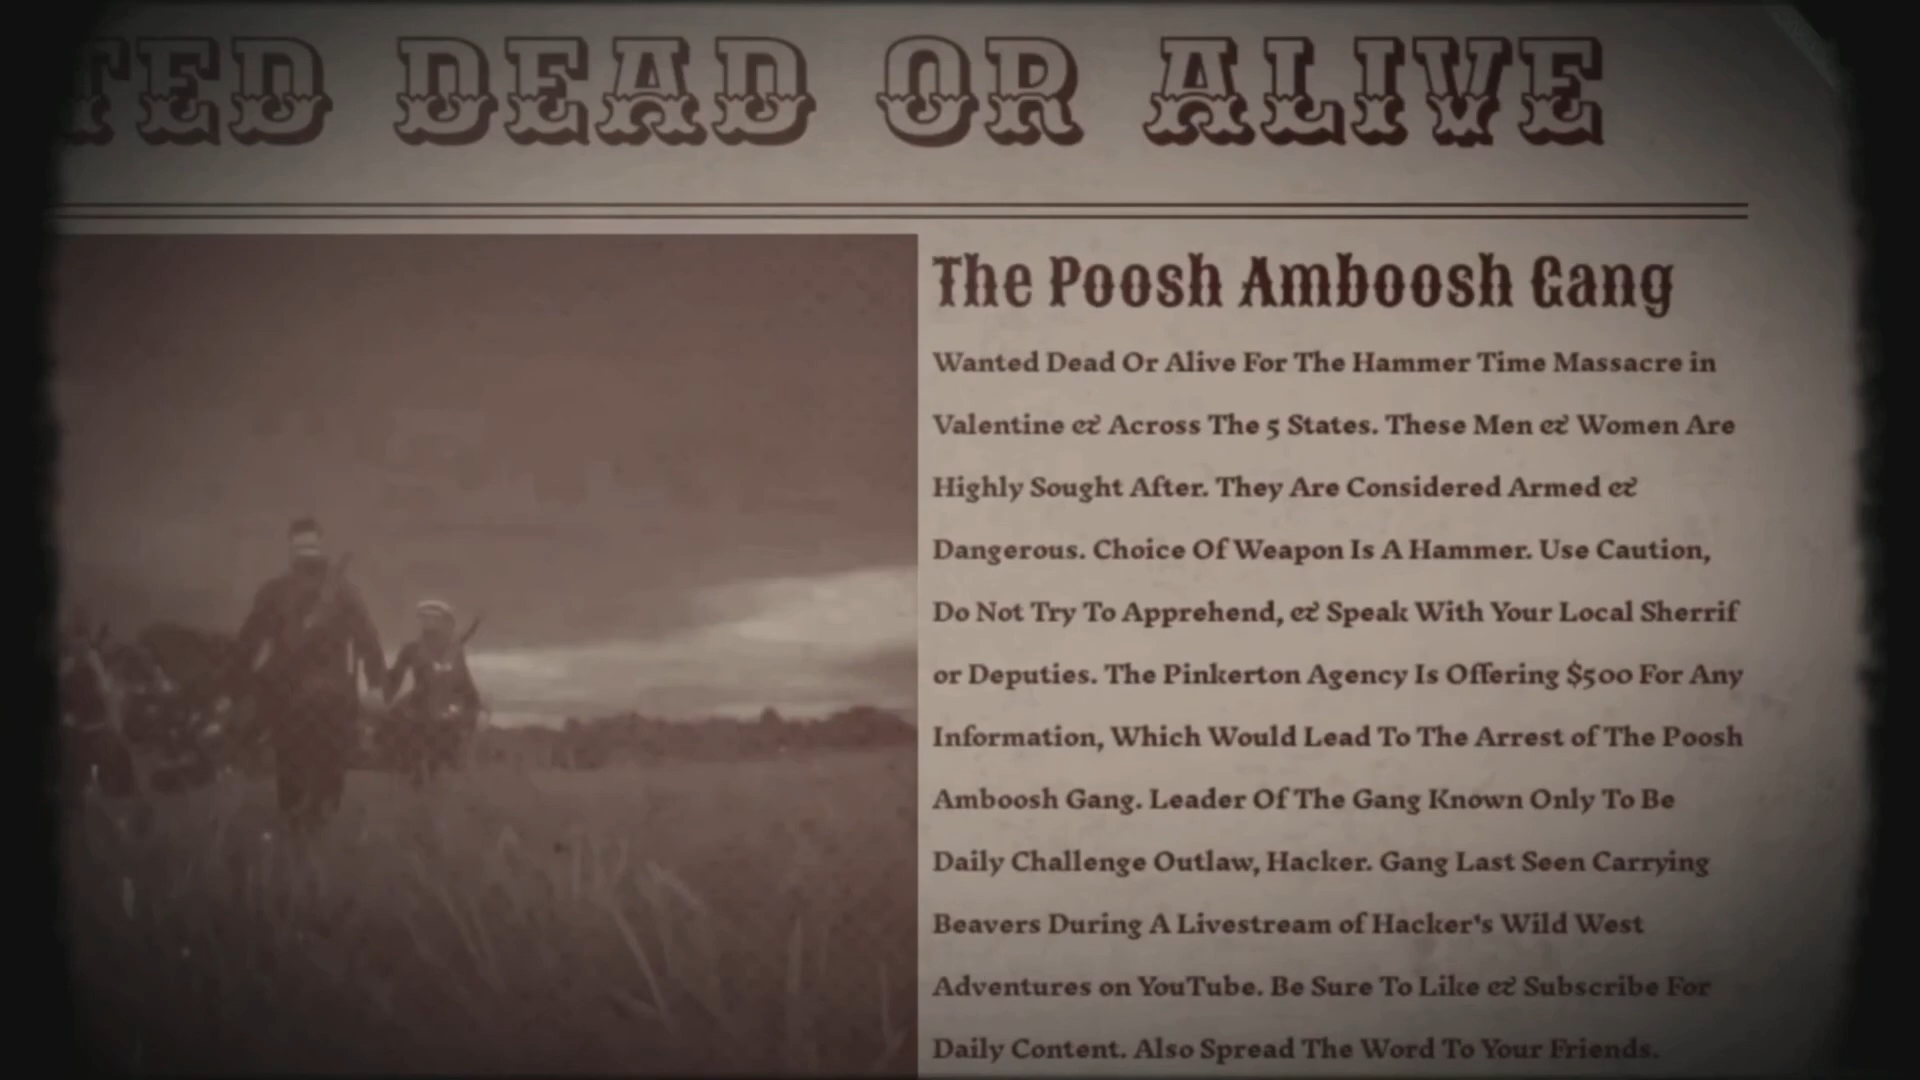 TED DEAD OR ALIVE
The Poosh Amboosh Gang
Wanted Dead Or Alive For The Hammer Time Massacre in
Valentine & Across The 5 States. These Men & Women Are
Highly Sought After. They Are Considered Armed &
Dangerous. Choice Of Weapon Is A Hammer. Use Caution,
Do Not Try To Apprehend, & Speak With Your Local Sherrif
or Deputies. The Pinkerton Agency Is Offering $500 For Any
Information, Which Would Lead To The Arrest of The Poosh
Amboosh Gang. Leader Of The Gang Known Only To Be
Daily Challenge Outlaw, Hacker. Gang Last Seen Carrying
Beavers During A Livestream of Hacker's Wild West
Adventures on YouTube. Be Sure To Like & Subscribe For
Daily Content. Also Spread The Word To Your Friends.